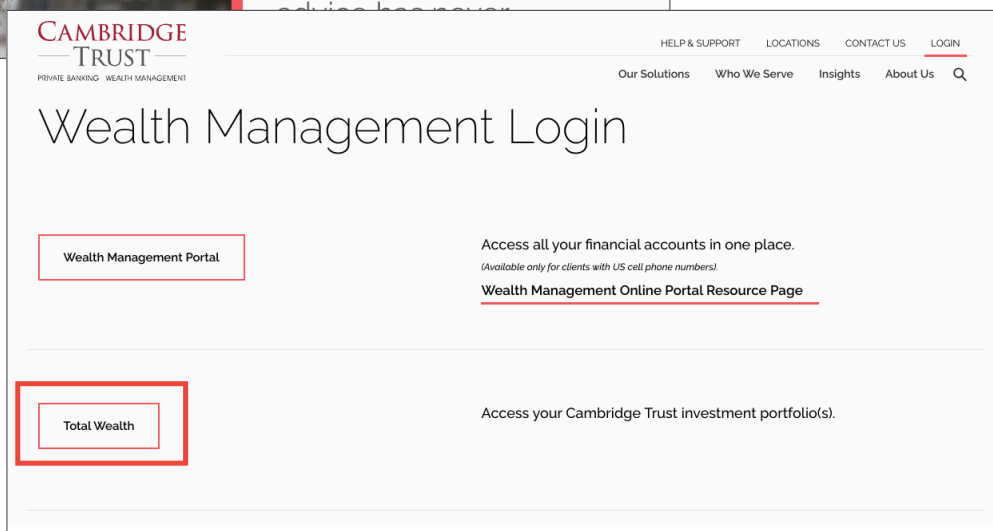 advice has never
CAMBRIDGE
TRUST
PRIVATE BANKING WEALTH MANAGEMENT
HELP & SUPPORT LOCATIONS CONTACT US LOGIN
Our Solutions Who We Serve Insights About Us
Wealth Management Login
Wealth Management Portal
Access all your financial accounts in one place.
(Available only for clients with US cell phone numbers).
Wealth Management Online Portal Resource Page
Total Wealth
Access your Cambridge Trust investment portfolio(s).